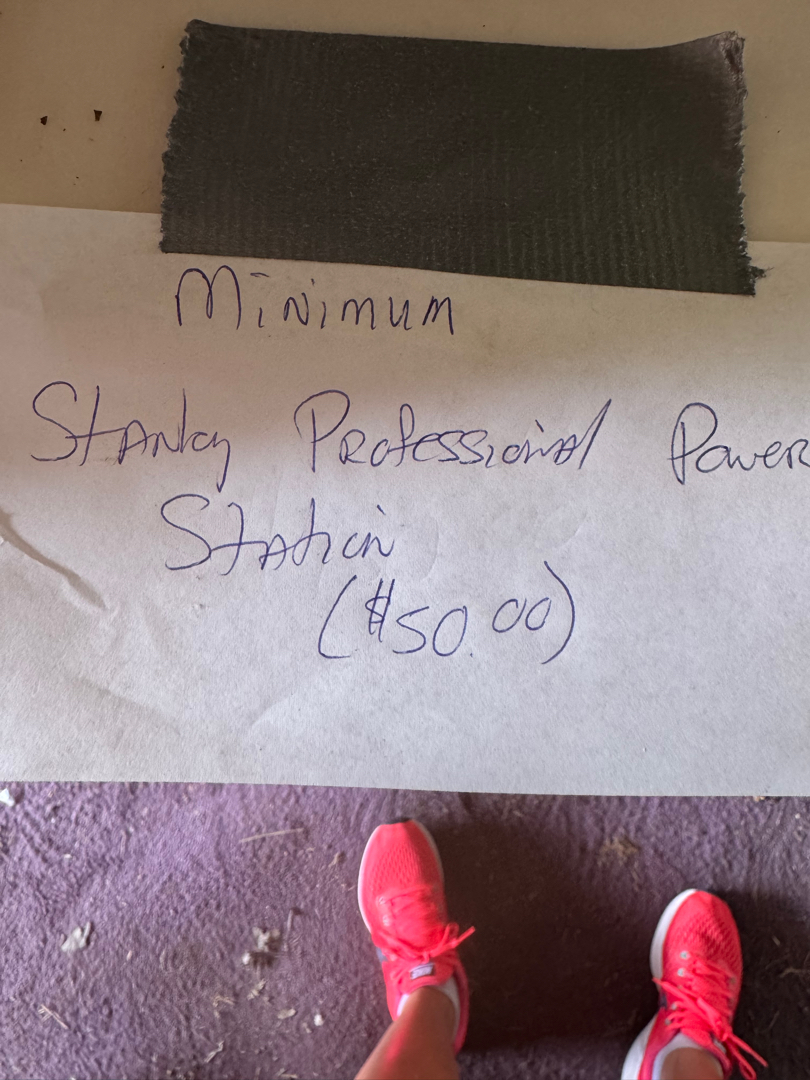 Minimum
Stanley Professional Power
Station
($50.00)